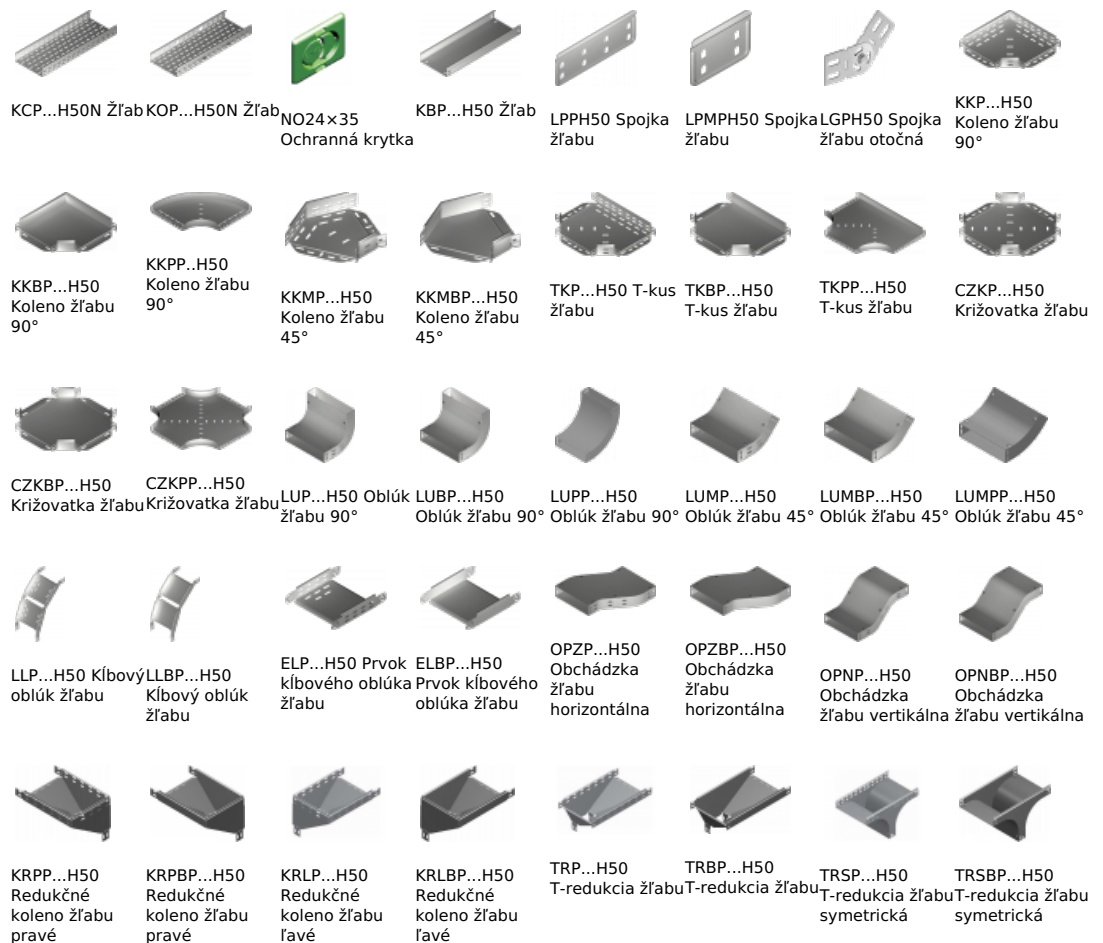 KCP...H50N Žľab
KOP...H50N Žľab
NO24×35
Ochranná krytka
KBP...H50 Žľab
LPPH50 Spojka
žľabu
LPMPH50 Spojka
žľabu
LGPH50 Spojka
žľabu otočná
KKP...H50
Koleno žľabu
90°
KKBP...H50
Koleno žľabu
90°
KKPP..H50
Koleno žľabu
90°
KKMP...H50
Koleno žľabu
45°
KKMBP...H50
Koleno žľabu
45°
TKP...H50 T-kus
žľabu
TKBP...H50
T-kus žľabu
TKPP...H50
T-kus žľabu
CZKP...H50
Križovatka žľabu
CZKBP...H50
Križovatka žľabu
CZKPP...H50
Križovatka žľabu
LUP...H50 Oblúk
žľabu 90°
LUBP...H50
Oblúk žľabu 90°
LUPP...H50
Oblúk žľabu 90°
LUMP...H50
Oblúk žľabu 45°
LUMBP...H50
Oblúk žľabu 45°
LUMPP...H50
Oblúk žľabu 45°
LLP...H50 Kĺbový
oblúk žľabu
LLBP...H50
Kĺbový oblúk
žľabu
ELP...H50 Prvok
kĺbového oblúka
žľabu
ELBP...H50
Prvok kĺbového
oblúka žľabu
OPZP...H50
Obchádzka
žľabu
horizontálna
OPZBP...H50
Obchádzka
žľabu
horizontálna
OPNP...H50
Obchádzka
žľabu vertikálna
OPNBP...H50
Obchádzka
žľabu vertikálna
KRPP...H50
Redukčné
koleno žľabu
pravé
KRPBP...H50
Redukčné
koleno žľabu
pravé
KRLP...H50
Redukčné
koleno žľabu
ľavé
KRLBP...H50
Redukčné
koleno žľabu
ľavé
TRP...H50
T-redukcia žľabu
TRBP...H50
T-redukcia žľabu
TRSP...H50
T-redukcia žľabu
symetrická
TRSBP...H50
T-redukcia žľabu
symetrická